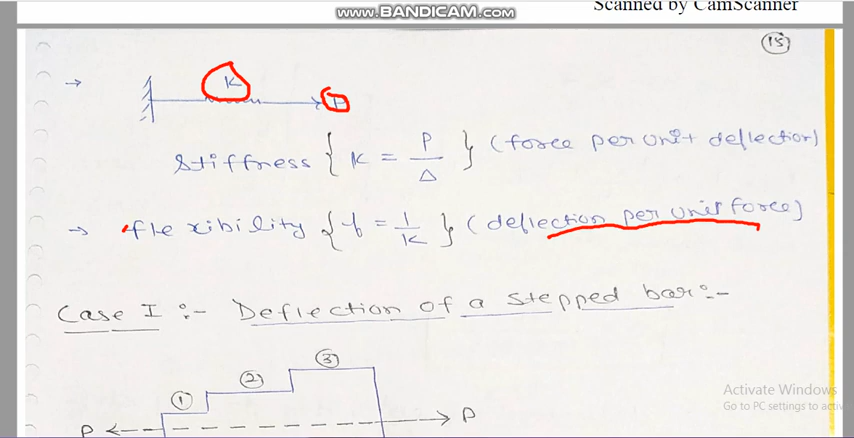 www.BANDICAM.com
Scanned by CamScanner
15
→ K P
Stiffness { K = P/Δ } (force per unit deflection)
→ flexibility { f = 1/K } (deflection per unit force)
Case I :- Deflection of a stepped bar :-
① ② ③
P P
Activate Windows
Go to PC settings to activ